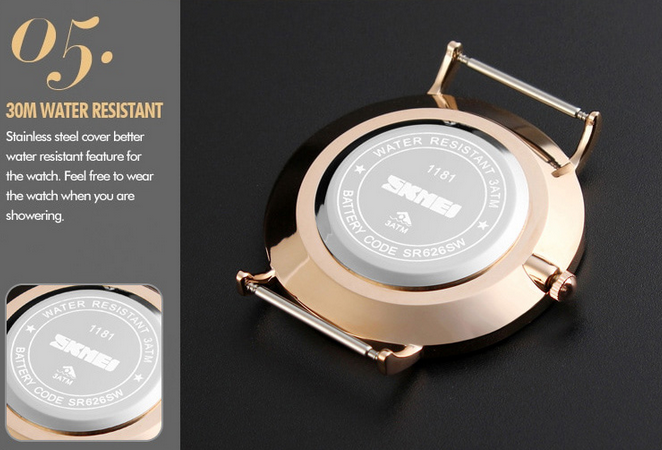 05.
30M WATER RESISTANT
Stainless steel cover better
water resistant feature for
the watch. Feel free to wear
the watch when you are
showering.
WATER RESISTANT 3ATM
1181
SKMEI
3ATM
BATTERY CODE SR626SW
WATER RESISTANT 3ATM
1181
SKMEI
3ATM
BATTERY CODE SR626SW